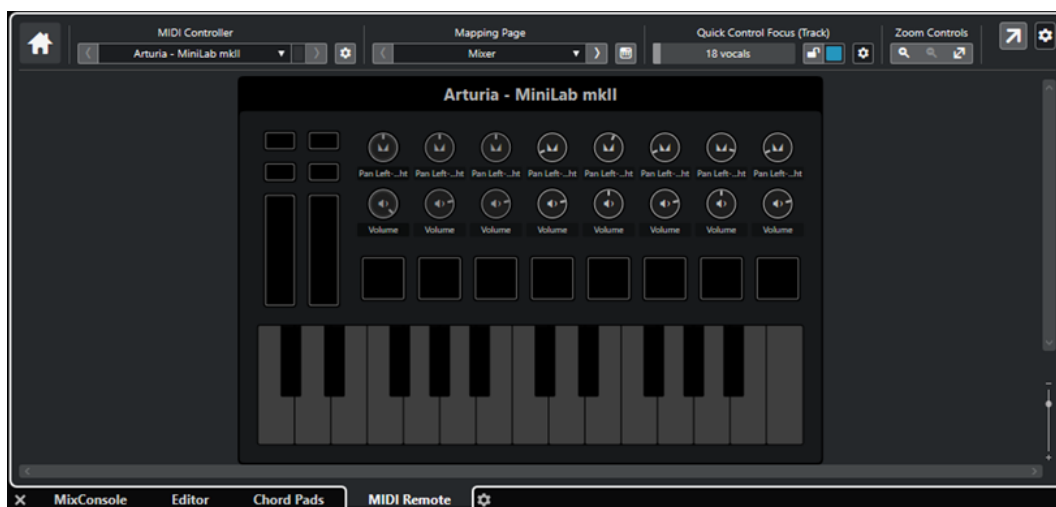 MIDI Controller
Mapping Page
Quick Control Focus (Track)
Zoom Controls
Arturia - MiniLab mkII
Mixer
18 vocals
Arturia - MiniLab mkII
Pan Left-...ht Pan Left-...ht Pan Left-...ht Pan Left-...ht Pan Left-...ht Pan Left-...ht Pan Left-...ht Pan Left-...ht
Volume Volume Volume Volume Volume Volume Volume Volume
MixConsole Editor Chord Pads MIDI Remote